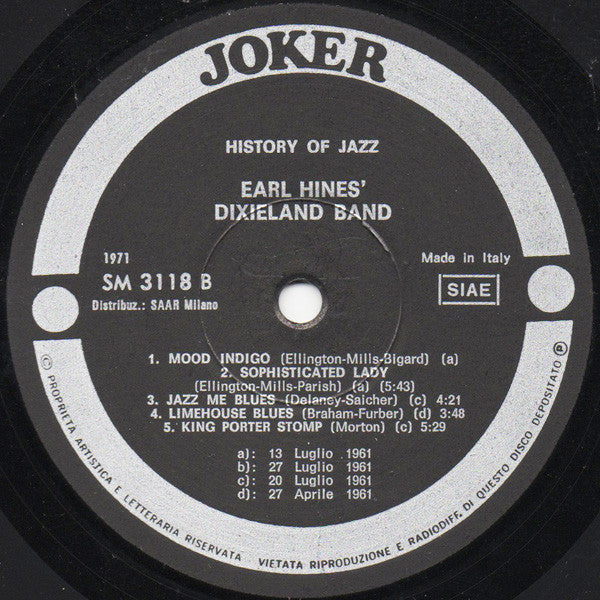 JOKER
HISTORY OF JAZZ
EARL HINES'
DIXIELAND BAND
1971
SM 3118 B
Distribuz.: SAAR Milano
Made in Italy
SIAE
1. MOOD INDIGO (Ellington-Mills-Bigard) (a)
2. SOPHISTICATED LADY
(Ellington-Mills-Parish) (a) (5:43)
3. JAZZ ME BLUES (Delaney-Saicher) (c) 4:21
4. LIMEHOUSE BLUES (Braham-Furber) (d) 3:48
5. KING PORTER STOMP (Morton) (c) 5:29
a): 13 Luglio 1961
b): 27 Luglio 1961
c): 20 Luglio 1961
d): 27 Aprile 1961
© PROPRIETA ARTISTICA E LETTERARIA RISERVATA VIETATA RIPRODUZIONE E RADIODIFF. DI QUESTO DISCO DEPOSITATO ℗